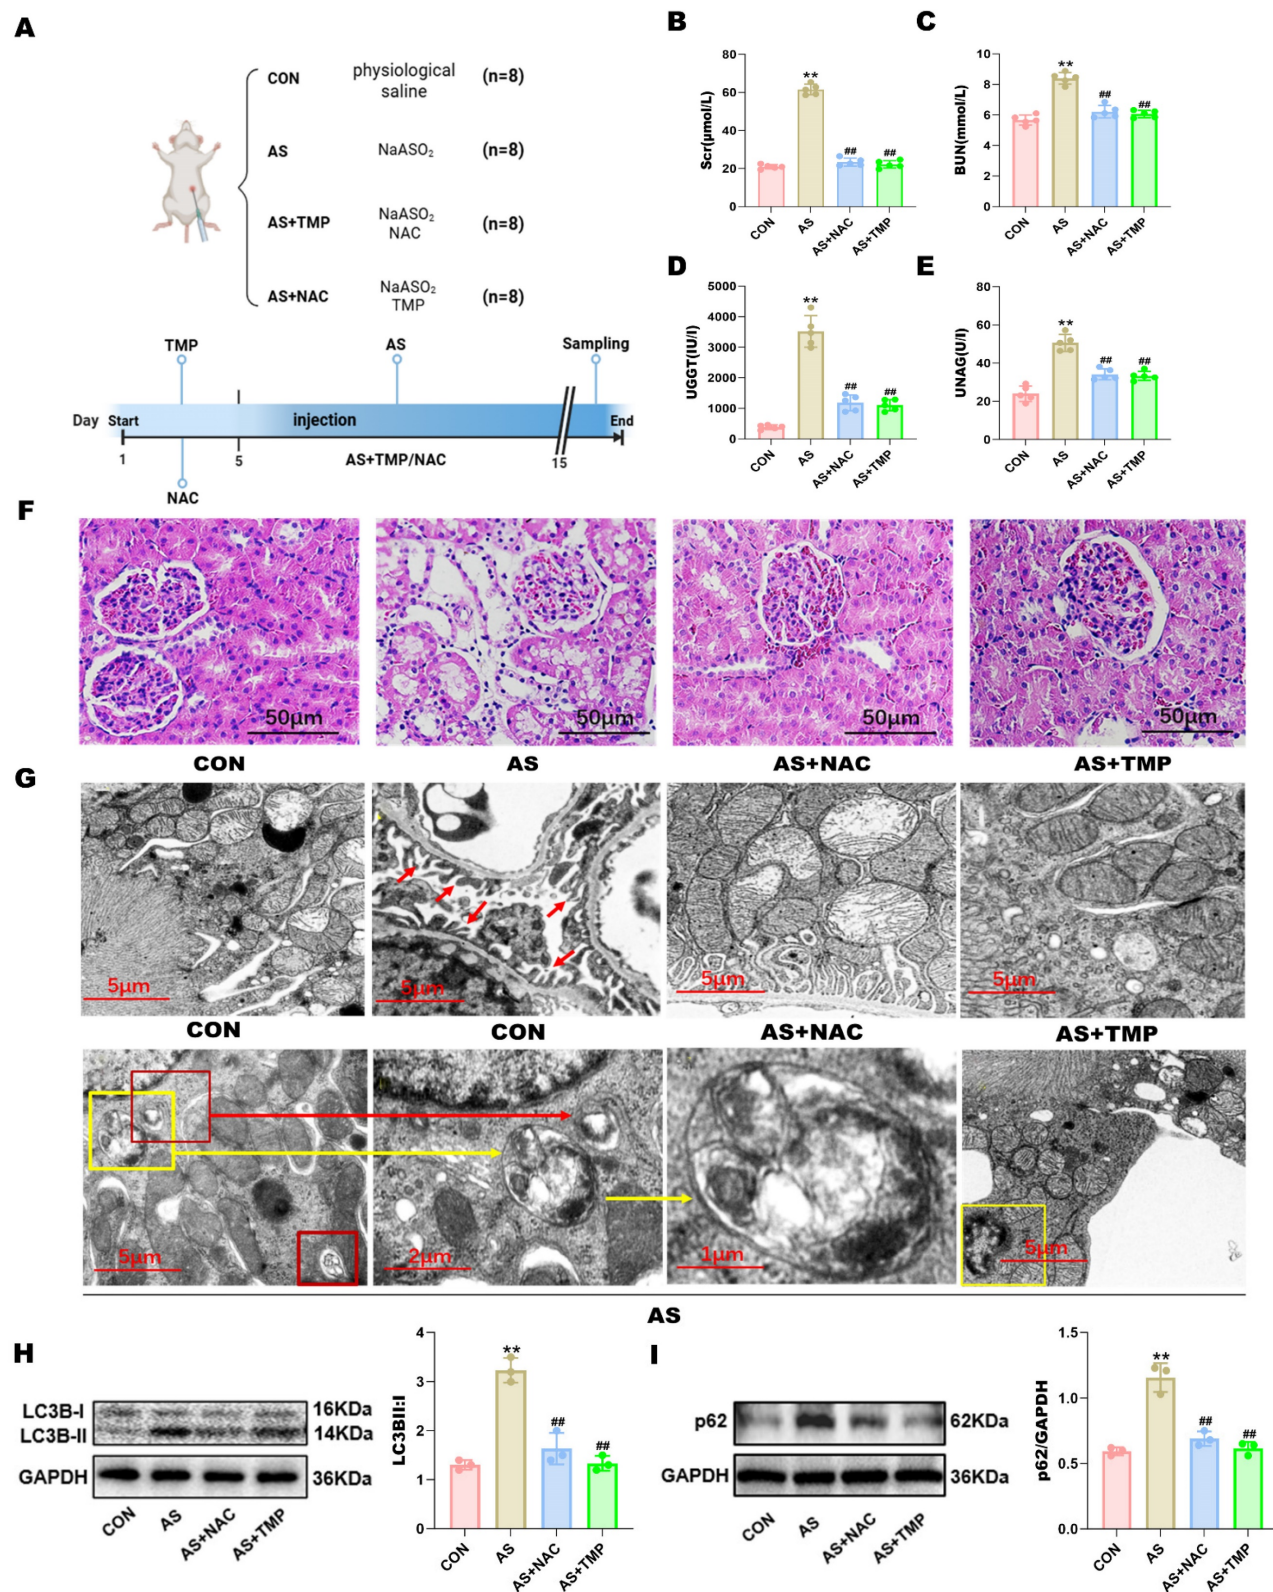 A
CON
physiological
saline
(n=8)
AS
NaASO₂
(n=8)
AS+TMP
NaASO₂
NAC
(n=8)
AS+NAC
NaASO₂
TMP
(n=8)
TMP
AS
Sampling
Day
Start
injection
End
1
5
AS+TMP/NAC
15
NAC
B
Scr(μmol/L)
80
60
40
20
0
**
##
##
CON
AS
AS+NAC
AS+TMP
C
BUN(mmol/L)
10
8
6
4
2
0
**
##
##
CON
AS
AS+NAC
AS+TMP
D
UGGT(IU/l)
5000
4000
3000
2000
1000
0
**
##
##
CON
AS
AS+NAC
AS+TMP
E
UNAG(U/l)
80
60
40
20
0
**
##
##
CON
AS
AS+NAC
AS+TMP
F
50μm
50μm
50μm
50μm
CON
AS
AS+NAC
AS+TMP
G
5μm
5μm
5μm
5μm
CON
CON
AS+NAC
AS+TMP
5μm
2μm
1μm
5μm
AS
H
LC3B-I
16KDa
LC3B-II
14KDa
GAPDH
36KDa
CON
AS
AS+NAC
AS+TMP
LC3BII:I
4
3
2
1
0
**
##
##
CON
AS
AS+NAC
AS+TMP
I
p62
62KDa
GAPDH
36KDa
CON
AS
AS+NAC
AS+TMP
p62/GAPDH
1.5
1.0
0.5
0.0
**
##
##
CON
AS
AS+NAC
AS+TMP